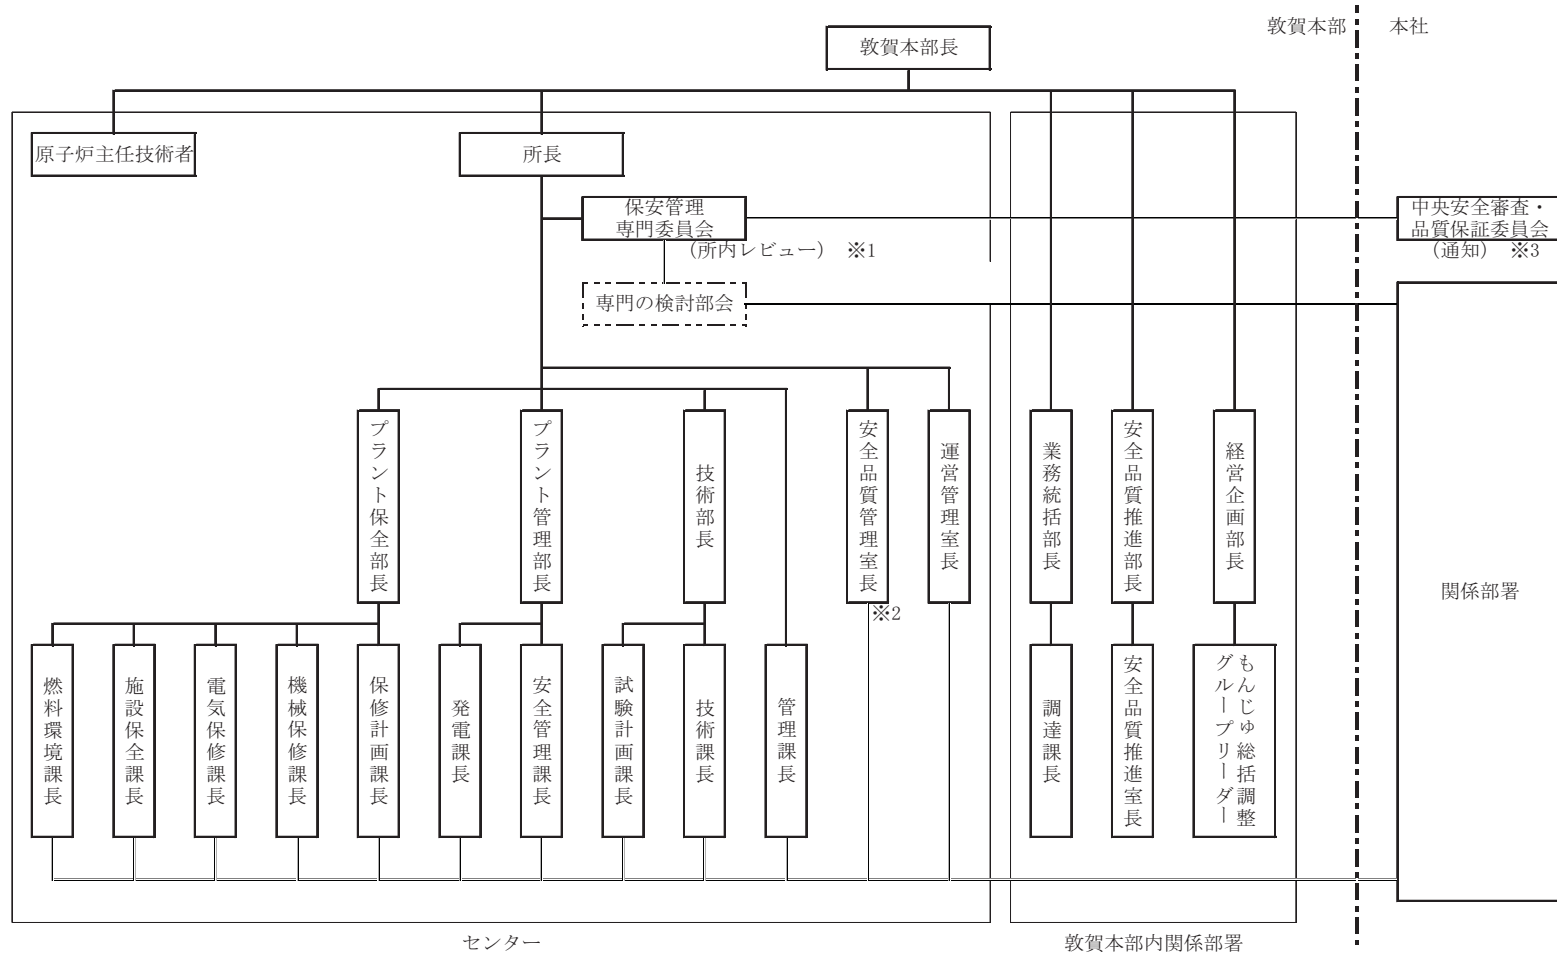 敦賀本部
本社
敦賀本部長
原子炉主任技術者
所長
保安管理
専門委員会
(所内レビュー) ※1
中央安全審査・
品質保証委員会
(通知) ※3
専門の検討部会
プラント保全部長
プラント管理部長
技術部長
安全品質管理室長
※2
運営管理室長
業務統括部長
安全品質推進部長
経営企画部長
関係部署
燃料環境課長
施設保全課長
電気保修課長
機械保修課長
保修計画課長
発電課長
安全管理課長
試験計画課長
技術課長
管理課長
調達課長
安全品質推進室長
もんじゅ総括調整
グループリーダー
センター
敦賀本部内関係部署